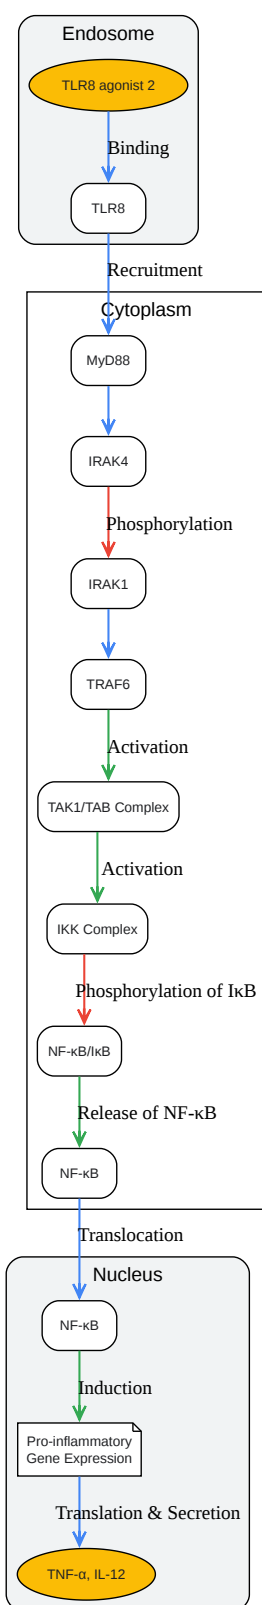 Endosome
TLR8 agonist 2
Binding
TLR8
Recruitment
Cytoplasm
MyD88
IRAK4
Phosphorylation
IRAK1
TRAF6
Activation
TAK1/TAB Complex
Activation
IKK Complex
Phosphorylation of IκB
NF-κB/IκB
Release of NF-κB
NF-κB
Translocation
Nucleus
NF-κB
Induction
Pro-inflammatory
Gene Expression
Translation & Secretion
TNF-α, IL-12